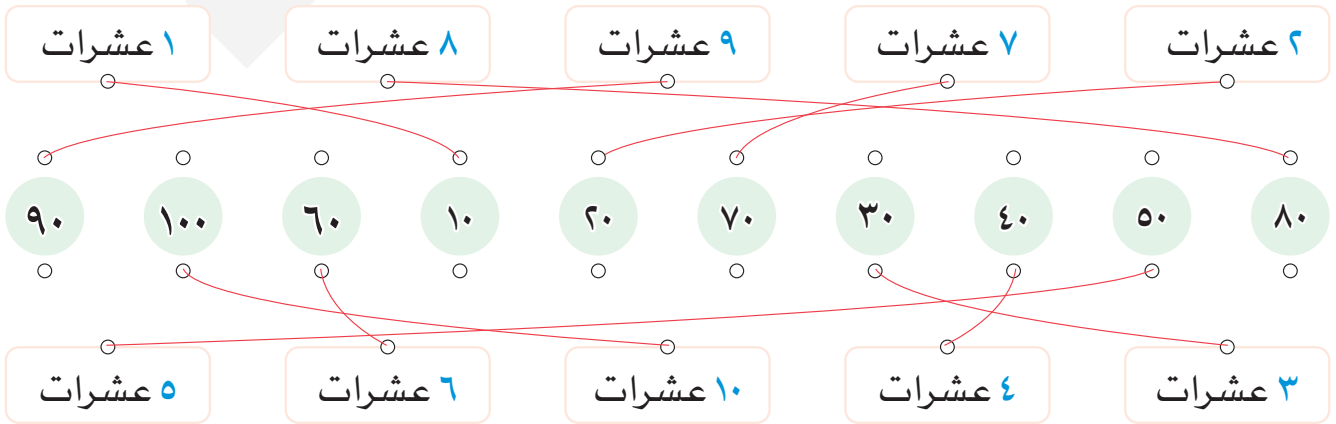 ٢ عشرات
٧ عشرات
٩ عشرات
٨ عشرات
١ عشرات
٨٠
٥٠
٤٠
٣٠
٧٠
٢٠
١٠
٦٠
١٠٠
٩٠
٣ عشرات
٤ عشرات
١٠ عشرات
٦ عشرات
٥ عشرات